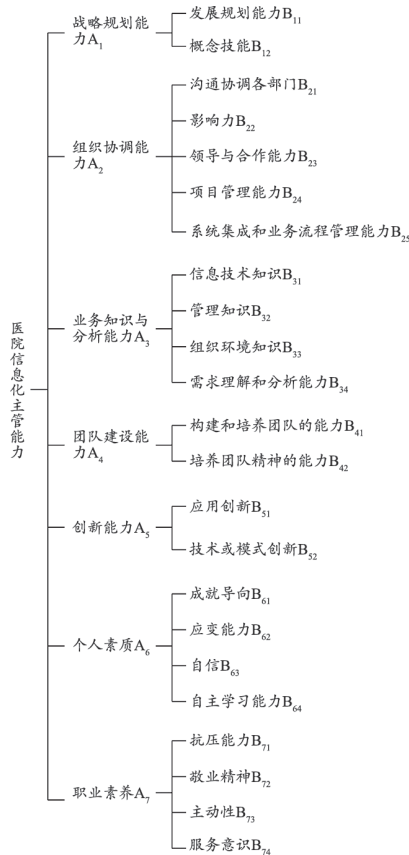 医院信息化主管能力
战略规划能
力A₁
发展规划能力B₁₁
概念技能B₁₂
组织协调能
力A₂
沟通协调各部门B₂₁
影响力B₂₂
领导与合作能力B₂₃
项目管理能力B₂₄
系统集成和业务流程管理能力B₂₅
业务知识与
分析能力A₃
信息技术知识B₃₁
管理知识B₃₂
组织环境知识B₃₃
需求理解和分析能力B₃₄
团队建设能
力A₄
构建和培养团队的能力B₄₁
培养团队精神的能力B₄₂
创新能力A₅
应用创新B₅₁
技术或模式创新B₅₂
个人素质A₆
成就导向B₆₁
应变能力B₆₂
自信B₆₃
自主学习能力B₆₄
职业素养A₇
抗压能力B₇₁
敬业精神B₇₂
主动性B₇₃
服务意识B₇₄